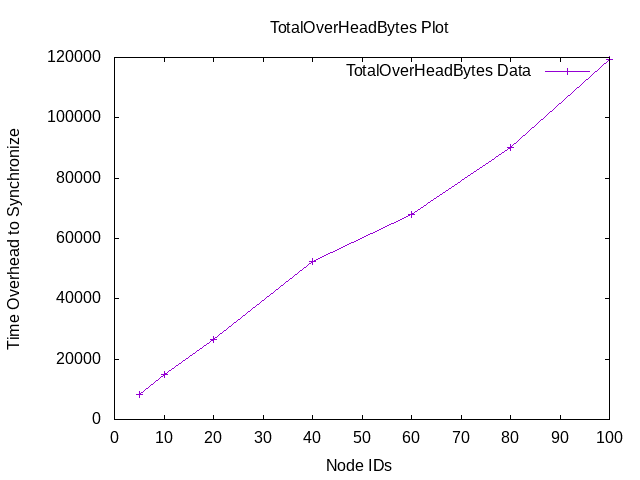 TotalOverHeadBytes Plot
TotalOverHeadBytes Data
Time Overhead to Synchronize
120000
100000
80000
60000
40000
20000
0
0 10 20 30 40 50 60 70 80 90 100
Node IDs